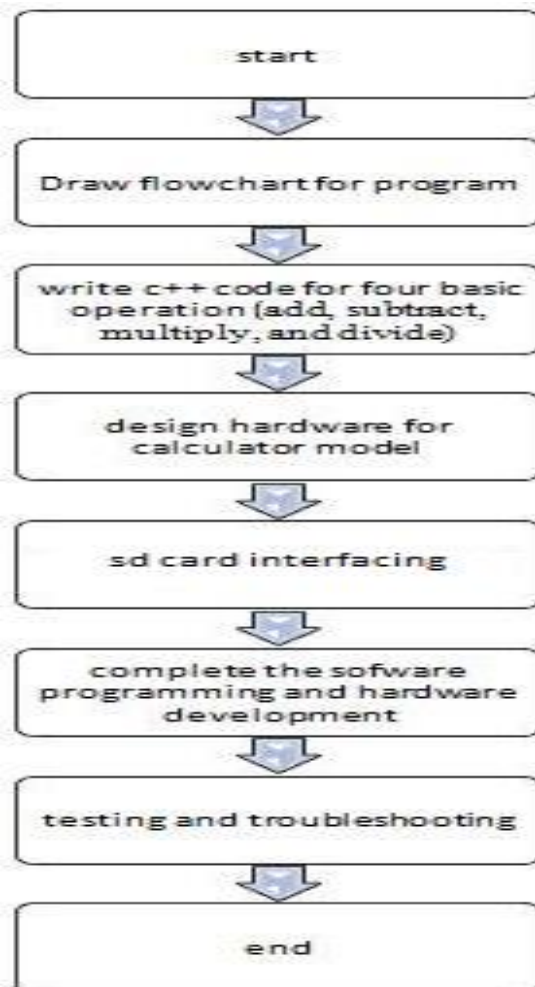 start
Draw flowchart for program
write c++ code for four basic
operation (add, subtract,
multiply, and divide)
design hardware for
calculator model
sd card interfacing
complete the sofware
programming and hardware
development
testing and troubleshooting
end